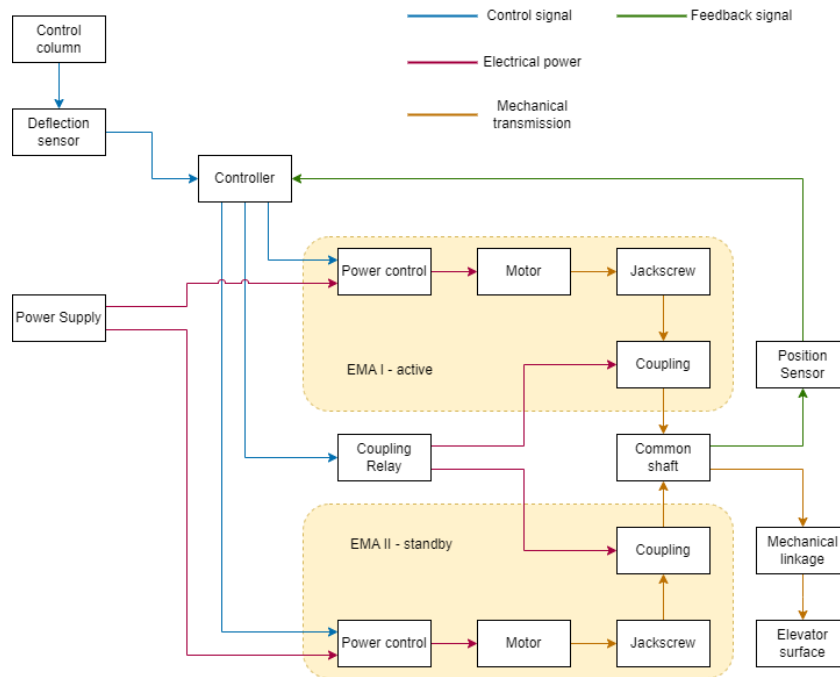 Control
column
Control signal
Feedback signal
Electrical power
Mechanical
transmission
Deflection
sensor
Controller
Power control
Motor
Jackscrew
Power Supply
EMA I - active
Coupling
Position
Sensor
Coupling
Relay
Common
shaft
EMA II - standby
Coupling
Mechanical
linkage
Power control
Motor
Jackscrew
Elevator
surface